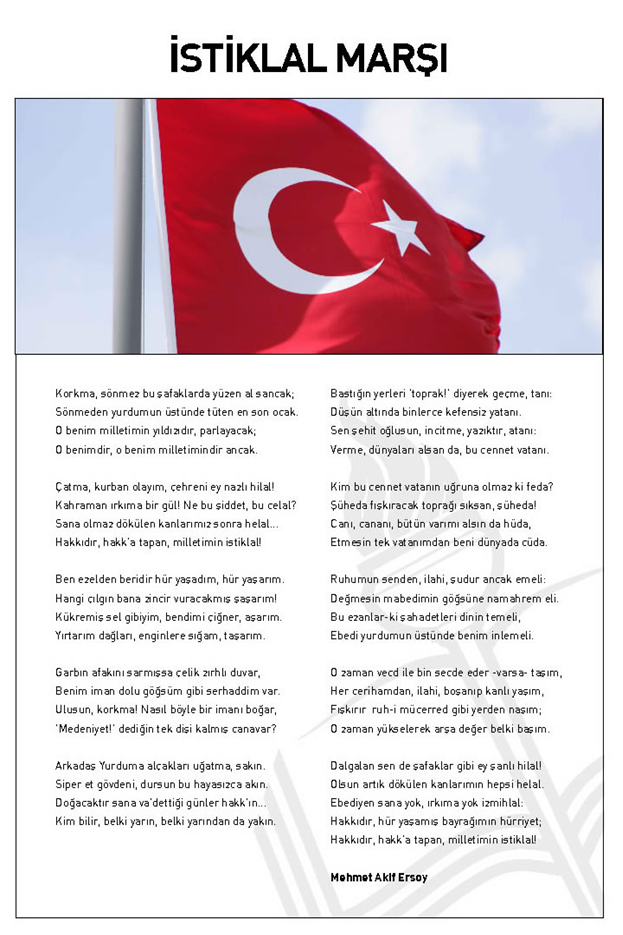 İSTİKLAL MARŞI
Korkma, sönmez bu şafaklarda yüzen al sancak;
Sönmeden yurdumun üstünde tüten en son ocak.
O benim milletimin yıldızıdır, parlayacak;
O benimdir, o benim milletimindir ancak.
Çatma, kurban olayım, çehreni ey nazlı hilal!
Kahraman ırkıma bir gül! Ne bu şiddet, bu celal?
Sana olmaz dökülen kanlarımız sonra helal...
Hakkıdır, hakk'a tapan, milletimin istiklal!
Ben ezelden beridir hür yaşadım, hür yaşarım.
Hangi çılgın bana zincir vuracakmış şaşarım!
Kükremiş sel gibiyim, bendimi çiğner, aşarım.
Yırtarım dağları, enginlere sığam, taşarım.
Garbın afakını sarmışsa çelik zırhlı duvar,
Benim iman dolu göğsüm gibi serhaddim var.
Ulusun, korkma! Nasıl böyle bir imanı boğar,
'Medeniyet!' dediğin tek dişi kalmış canavar?
Arkadaş Yurduma alçakları uğatma, sakın.
Siper et gövdeni, dursun bu hayasızca akın.
Doğacaktır sana va'dettiği günler hakk'ın...
Kim bilir, belki yarın, belki yarından da yakın.
Bastığın yerleri 'toprak!' diyerek geçme, tanı:
Düşün altında binlerce kefensiz yatanı.
Sen şehit oğlusun, incitme, yazıktır, atanı:
Verme, dünyaları alsan da, bu cennet vatanı.
Kim bu cennet vatanın uğruna olmaz ki feda?
Şüheda fışkıracak toprağı sıksan, şüheda!
Canı, cananı, bütün varımı alsın da hüda,
Etmesin tek vatanımdan beni dünyada cüda.
Ruhumun senden, ilahi, şudur ancak emeli:
Değmesin mabedimin göğsüne namahrem eli.
Bu ezanlar-ki şahadetleri dinin temeli,
Ebedi yurdumun üstünde benim inlemeli.
O zaman vecd ile bin secde eder -varsa- taşım,
Her cerihamdan, ilahi, boşanıp kanlı yaşım,
Fışkırır ruh-i mücerred gibi yerden naşım;
O zaman yükselerek arşa değer belki başım.
Dalgalan sen de şafaklar gibi ey şanlı hilal!
Olsun artık dökülen kanlarımın hepsi helal.
Ebediyen sana yok, ırkıma yok izmihlal:
Hakkıdır, hür yaşamış bayrağımın hürriyet;
Hakkıdır, hakk'a tapan, milletimin istiklal!
Mehmet Akif Ersoy